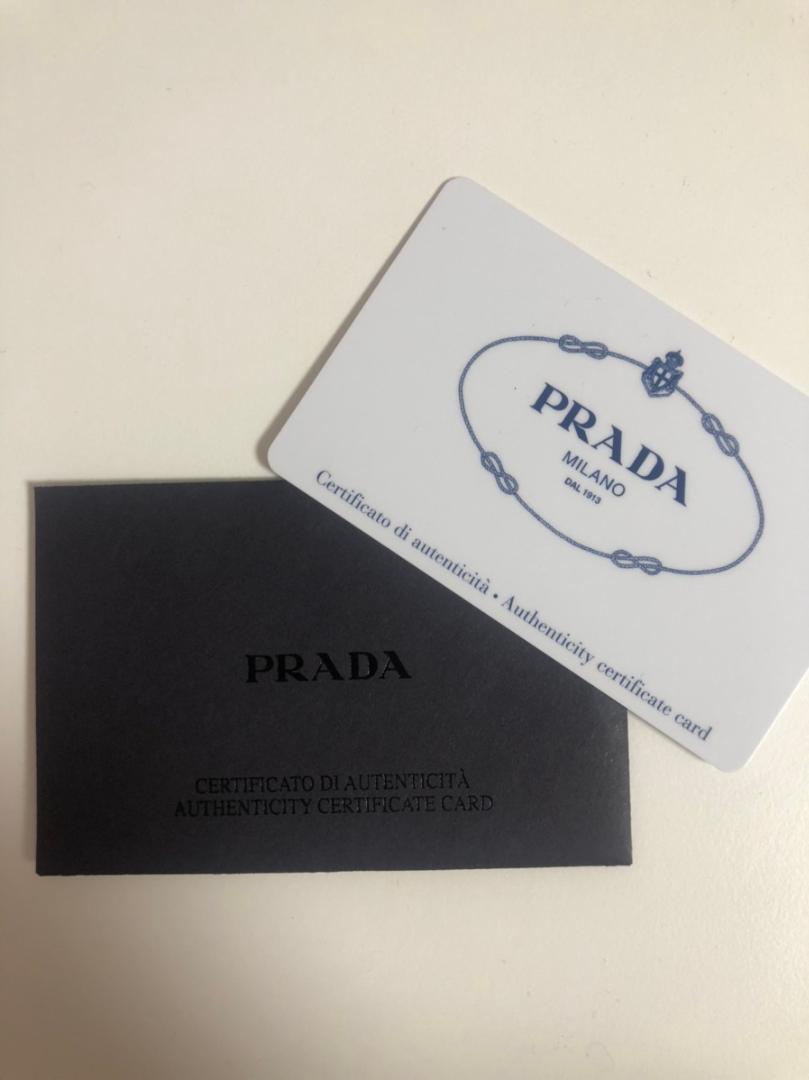 PRADA
MILANO
DAL 1913
Certificato di autenticità • Authenticity certificate card
PRADA
CERTIFICATO DI AUTENTICITÀ
AUTHENTICITY CERTIFICATE CARD